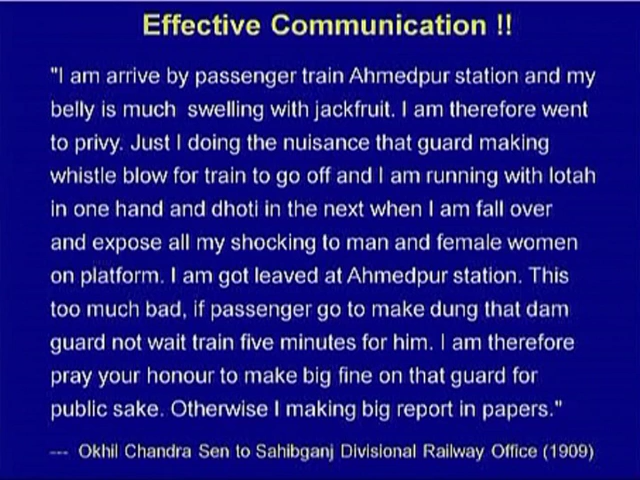 Effective Communication !!
"I am arrive by passenger train Ahmedpur station and my
belly is much swelling with jackfruit. I am therefore went
to privy. Just I doing the nuisance that guard making
whistle blow for train to go off and I am running with lotah
in one hand and dhoti in the next when I am fall over
and expose all my shocking to man and female women
on platform. I am got leaved at Ahmedpur station. This
too much bad, if passenger go to make dung that dam
guard not wait train five minutes for him. I am therefore
pray your honour to make big fine on that guard for
public sake. Otherwise I making big report in papers."
--- Okhil Chandra Sen to Sahibganj Divisional Railway Office (1909)